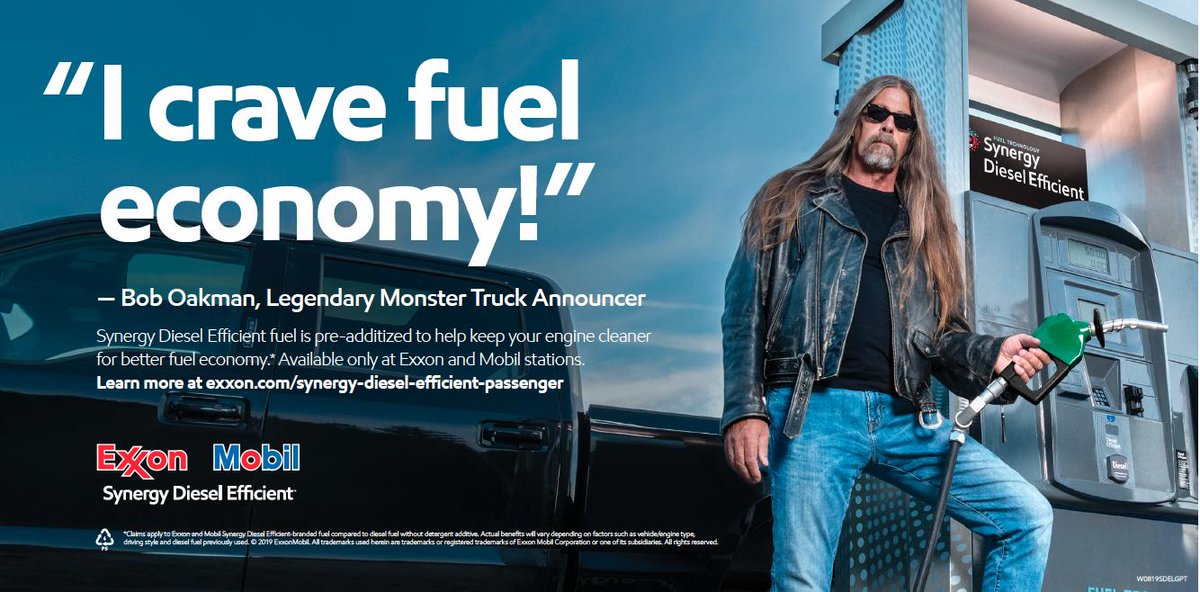 “I crave fuel
economy!”
— Bob Oakman, Legendary Monster Truck Announcer
Synergy Diesel Efficient fuel is pre-additized to help keep your engine cleaner
for better fuel economy.* Available only at Exxon and Mobil stations.
Learn more at exxon.com/synergy-diesel-efficient-passenger
Exxon Mobil
Synergy Diesel Efficient™
*Claims apply to Exxon and Mobil Synergy Diesel Efficient-branded fuel compared to diesel fuel without detergent additive. Actual benefits will vary depending on factors such as vehicle/engine type,
driving style and diesel fuel previously used. © 2019 ExxonMobil. All trademarks used herein are trademarks or registered trademarks of Exxon Mobil Corporation or one of its subsidiaries. All rights reserved.
PS
FUEL TECHNOLOGY
Synergy
Diesel Efficient
Diesel
W0819SDELGPT